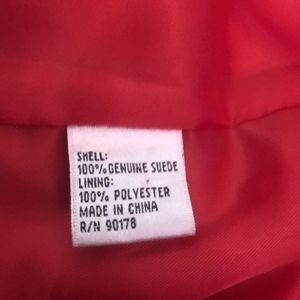 SHELL:
100% GENUINE SUEDE
LINING:
100% POLYESTER
MADE IN CHINA
R/N 90178